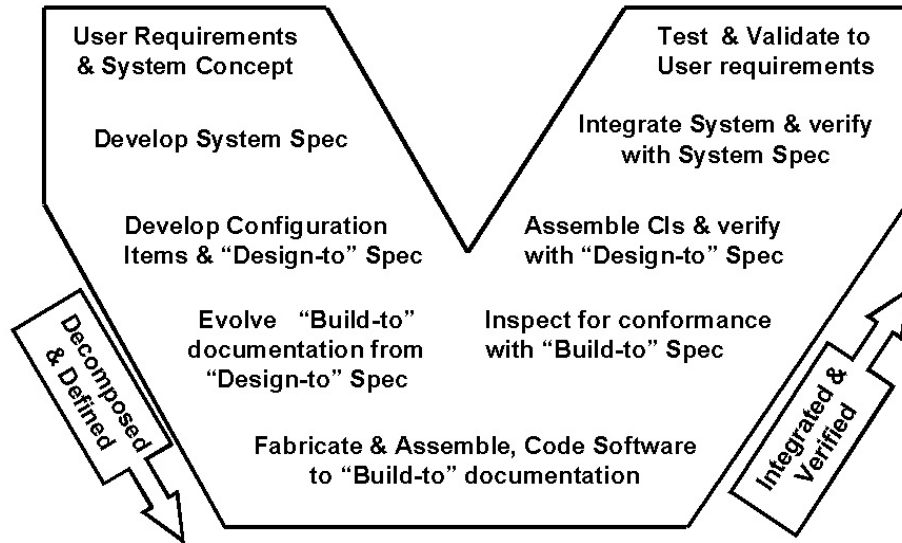 User Requirements
& System Concept
Develop System Spec
Develop Configuration
Items & “Design-to” Spec
Evolve “Build-to”
documentation from
“Design-to” Spec
Fabricate & Assemble, Code Software
to “Build-to” documentation
Inspect for conformance
with “Build-to” Spec
Assemble CIs & verify
with “Design-to” Spec
Integrate System & verify
with System Spec
Test & Validate to
User requirements
Decomposed
& Defined
Integrated &
Verified